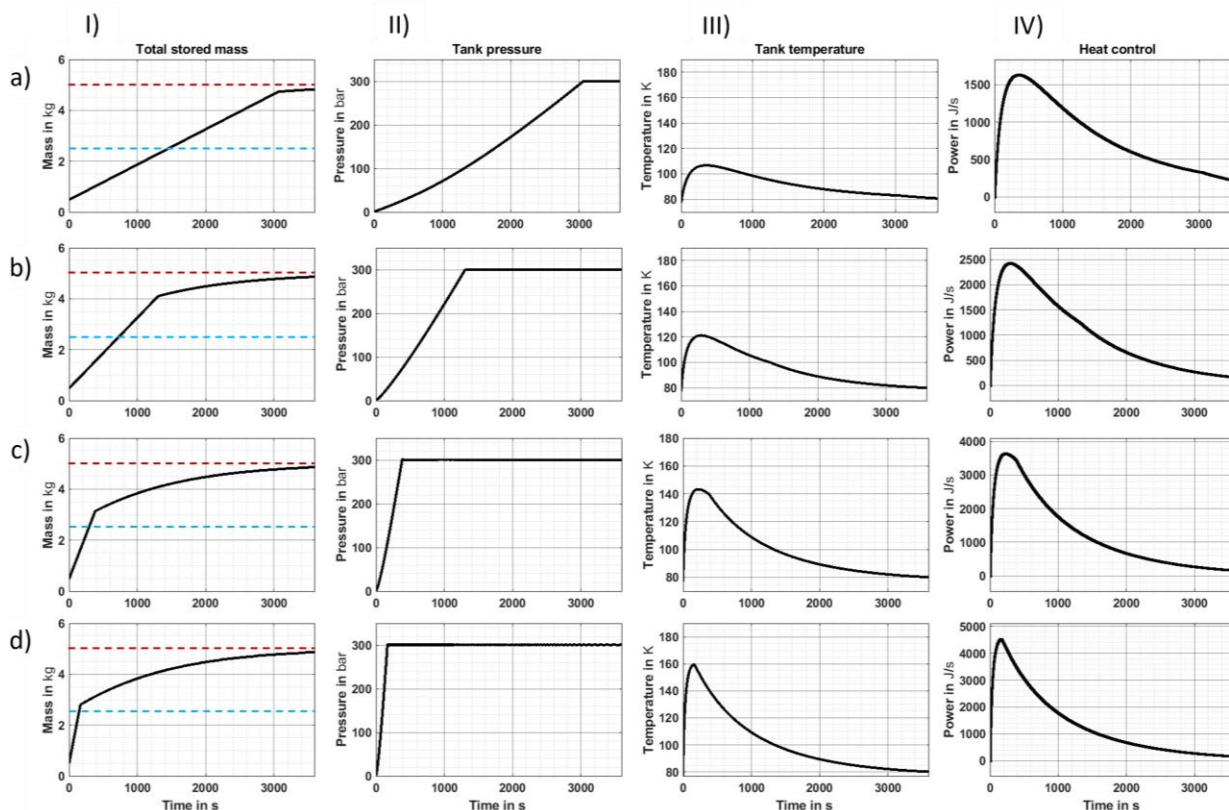 I) II) III) IV)
Total stored mass Tank pressure Tank temperature Heat control
a)
Mass in kg
6
4
2
0
0 1000 2000 3000
Pressure in bar
300
200
100
0
0 1000 2000 3000
Temperature in K
180
160
140
120
100
80
0 1000 2000 3000
Power in J/s
1500
1000
500
0
0 1000 2000 3000
b)
Mass in kg
6
4
2
0
0 1000 2000 3000
Pressure in bar
300
200
100
0
0 1000 2000 3000
Temperature in K
180
160
140
120
100
80
0 1000 2000 3000
Power in J/s
2500
2000
1500
1000
500
0
0 1000 2000 3000
c)
Mass in kg
6
4
2
0
0 1000 2000 3000
Pressure in bar
300
200
100
0
0 1000 2000 3000
Temperature in K
180
160
140
120
100
80
0 1000 2000 3000
Power in J/s
4000
3000
2000
1000
0
0 1000 2000 3000
d)
Mass in kg
6
4
2
0
0 1000 2000 3000
Time in s
Pressure in bar
300
200
100
0
0 1000 2000 3000
Time in s
Temperature in K
180
160
140
120
100
80
0 1000 2000 3000
Time in s
Power in J/s
5000
4000
3000
2000
1000
0
0 1000 2000 3000
Time in s